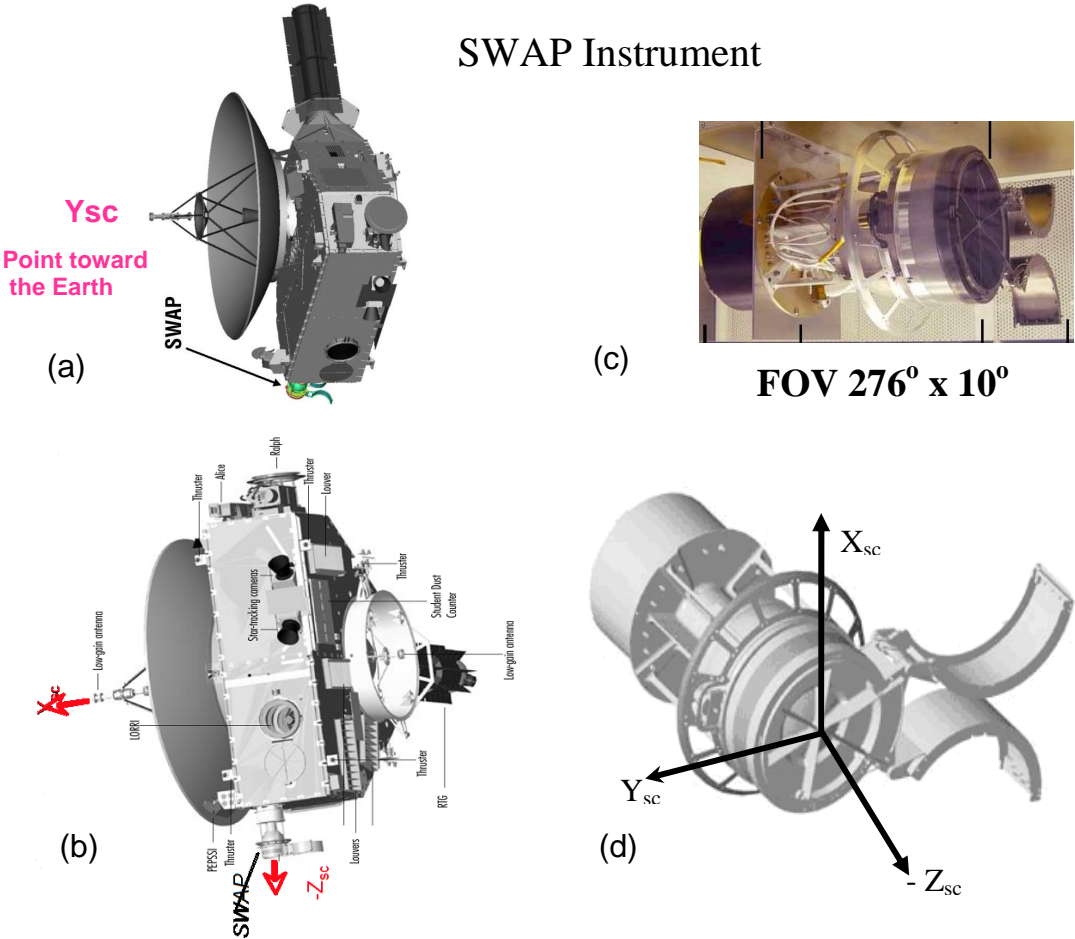 SWAP Instrument
Ysc
Point toward
the Earth
SWAP
(a)
(c)
FOV 276° x 10°
Thruster
Alice
Ralph
Thruster
Louver
Thruster
Student Dust
Counter
Star-tracking cameras
Low-gain antenna
Low-gain antenna
LORRI
Thruster
RTG
PEPSSI
Thruster
Louvers
(b)
SWAP
-Zsc
Xsc
Ysc
(d)
- Zsc